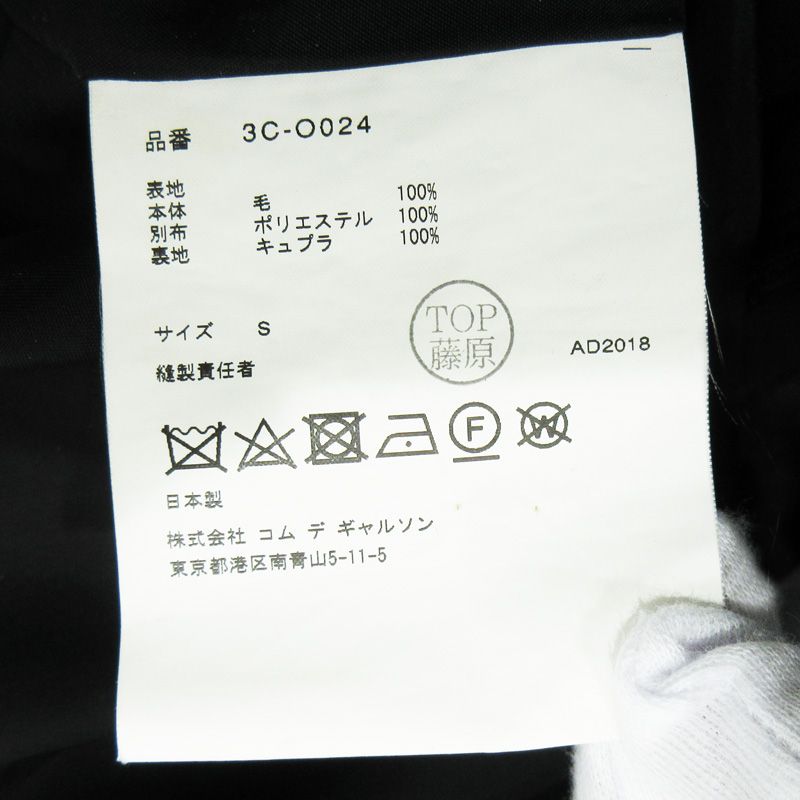 品番 3C-O024
表地
本体 毛 100%
別布 ポリエステル 100%
裏地 キュプラ 100%
サイズ S
TOP
藤原
AD2018
縫製責任者
F
W
日本製
株式会社 コム デ ギャルソン
東京都港区南青山5-11-5